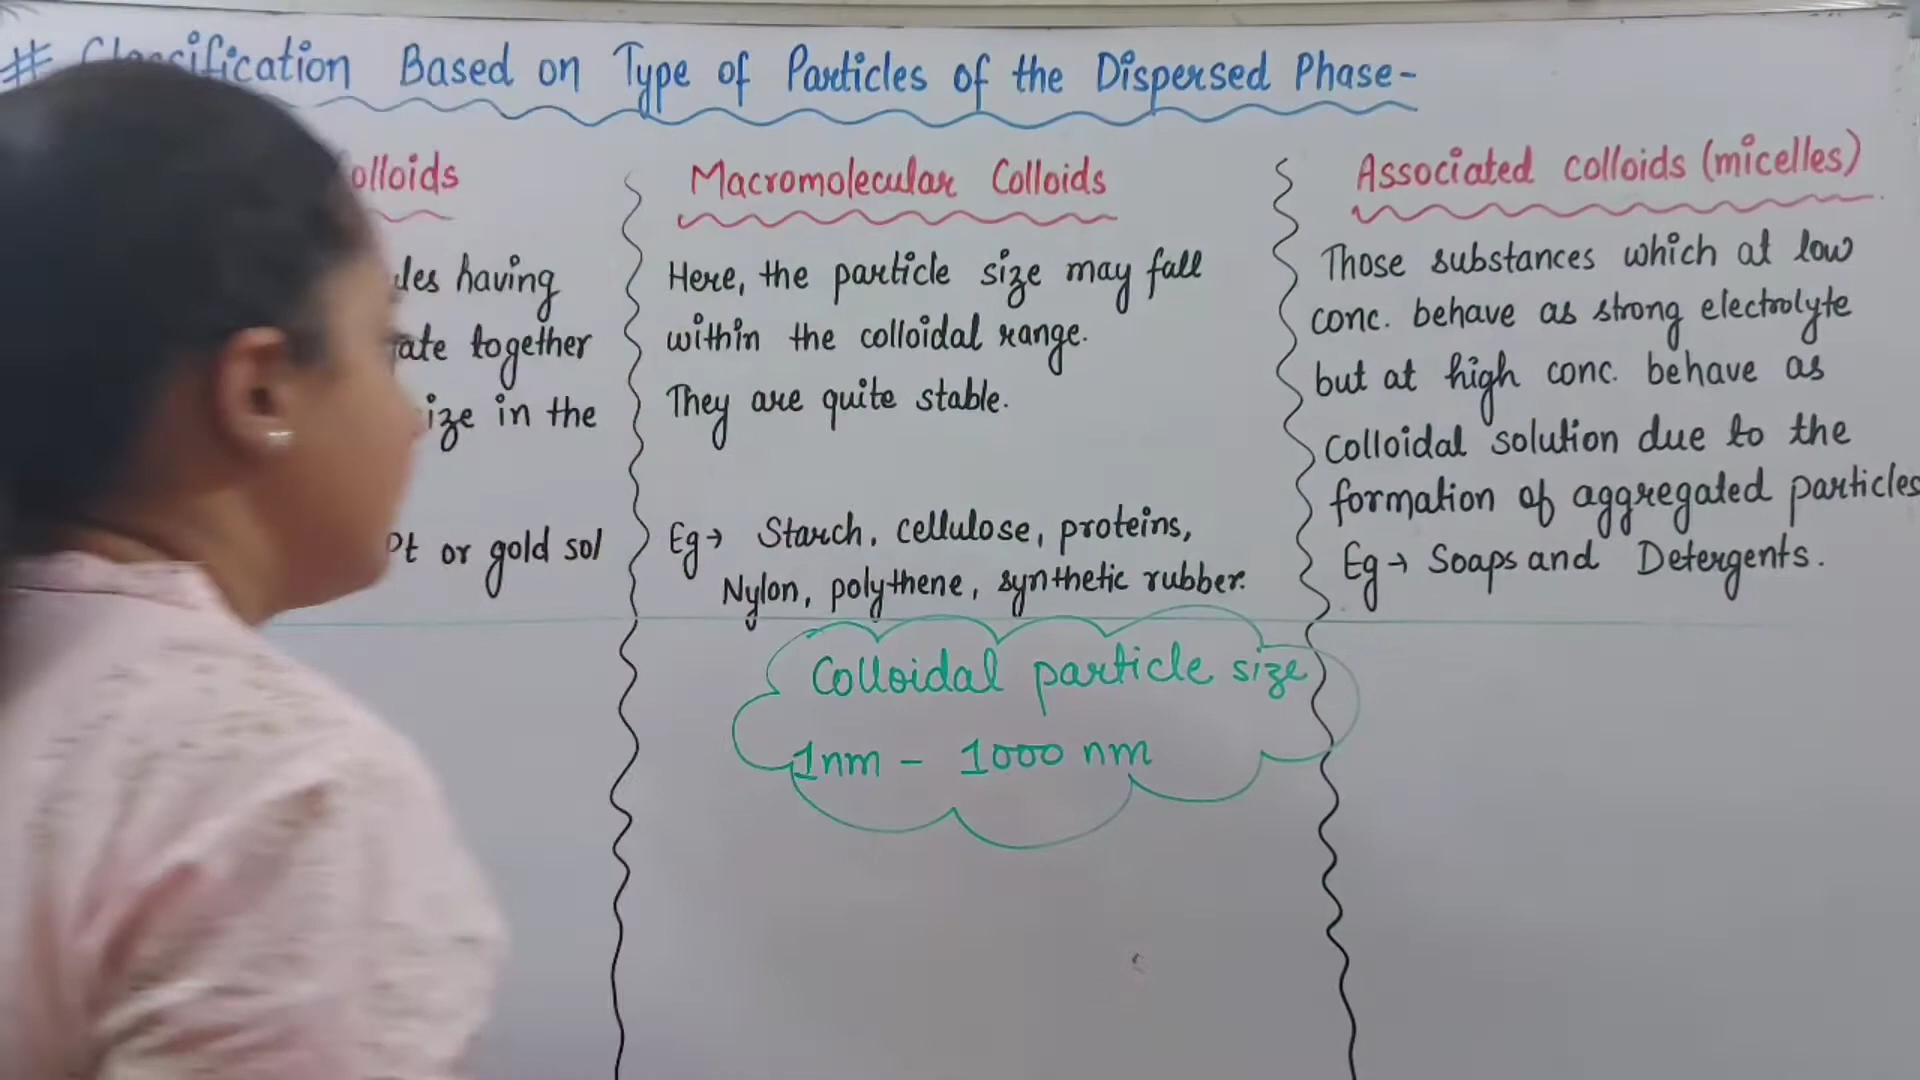 # Classification Based on Type of Particles of the Dispersed Phase-
olloids
having
together
in the
Pt or gold sol
Macromolecular Colloids
Here, the particle size may fall
within the colloidal range.
They are quite stable.
Eg→ Starch, cellulose, proteins,
Nylon, polythene, synthetic rubber.
Associated colloids (micelles)
Those substances which at low
conc. behave as strong electrolyte
but at high conc. behave as
colloidal solution due to the
formation of aggregated particles
Eg→ Soaps and Detergents.
Colloidal particle size
1nm - 1000 nm